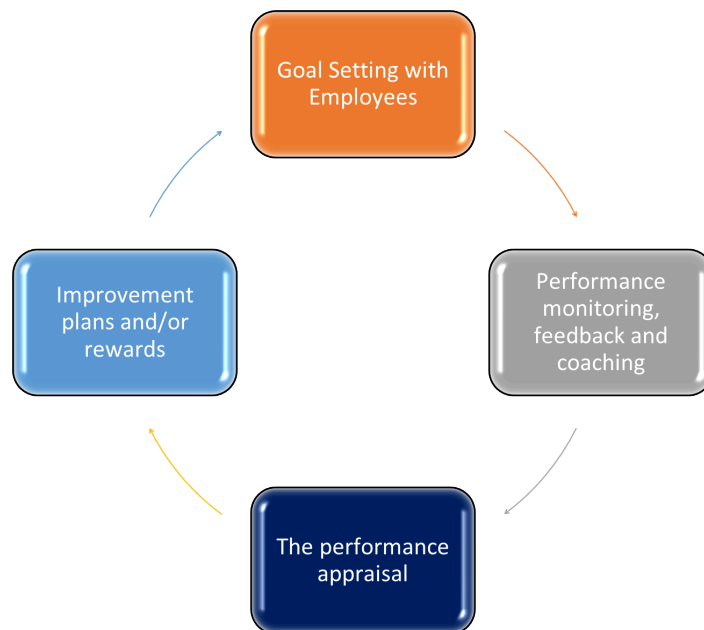 Goal Setting with
Employees
Performance
monitoring,
feedback and
coaching
The performance
appraisal
Improvement
plans and/or
rewards